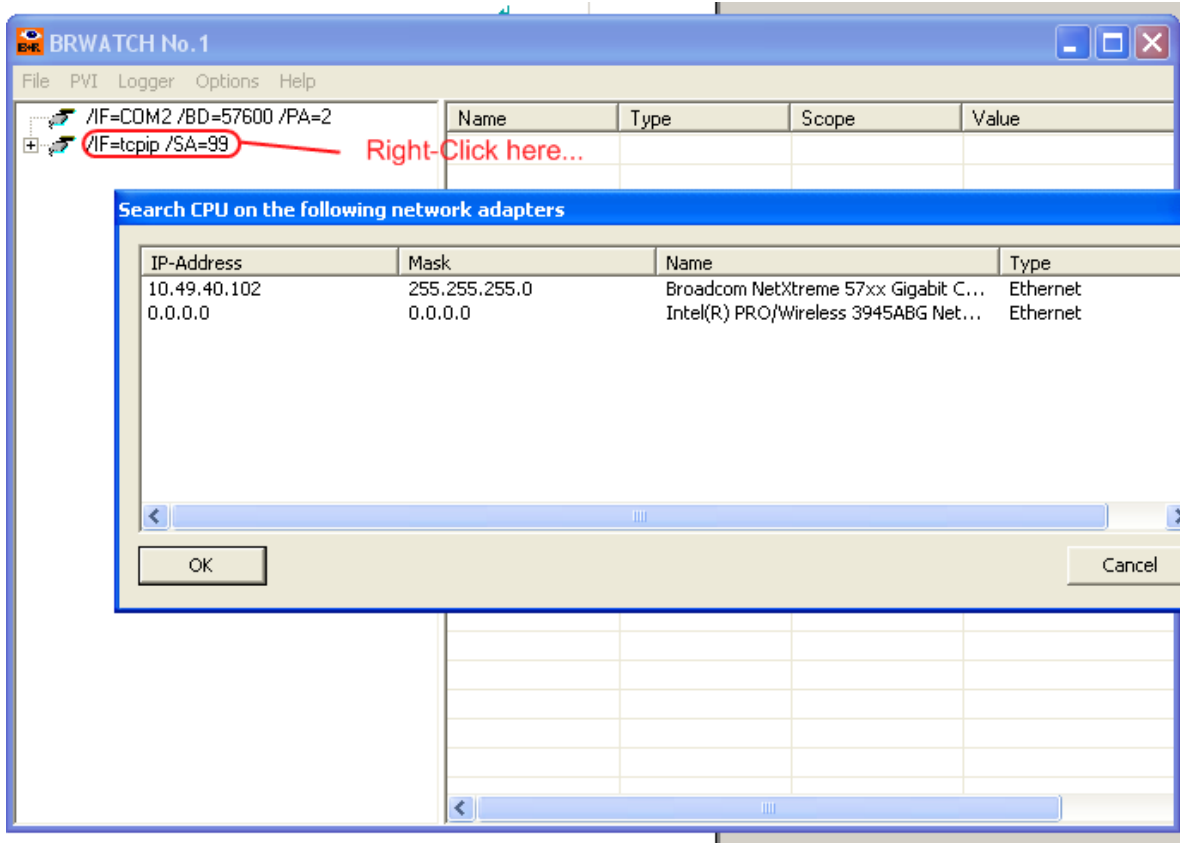 B+R BRWATCH No.1
File PVI Logger Options Help
/IF=COM2 /BD=57600 /PA=2
Name Type Scope Value
/IF=tcpip /SA=99
Right-Click here...
Search CPU on the following network adapters
IP-Address Mask Name Type
10.49.40.102 255.255.255.0 Broadcom NetXtreme 57xx Gigabit C... Ethernet
0.0.0.0 0.0.0.0 Intel(R) PRO/Wireless 3945ABG Net... Ethernet
OK Cancel